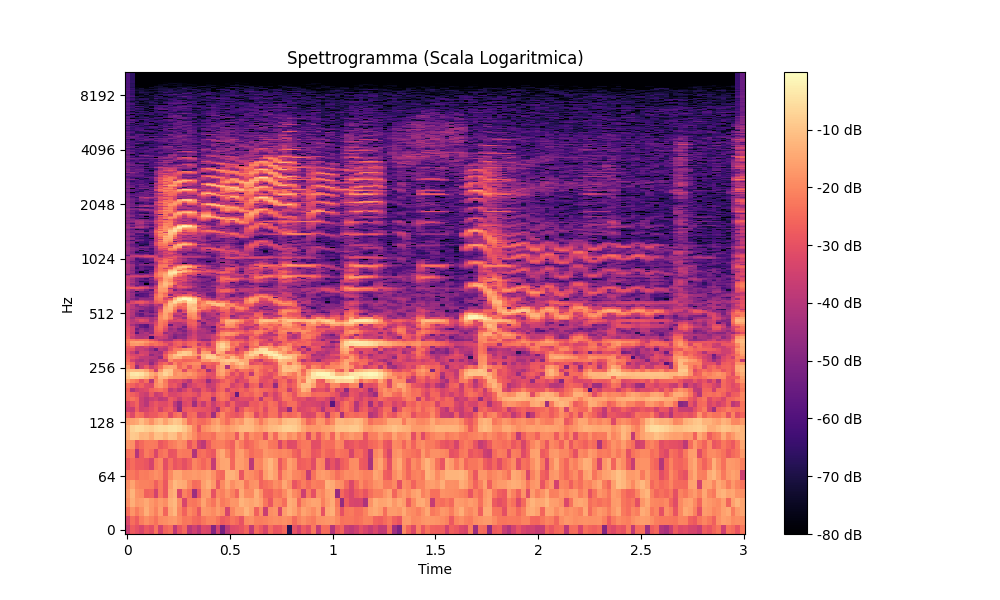 Spettrogramma (Scala Logaritmica)
8192
4096
2048
1024
512
256
128
64
0
Hz
0
0.5
1
1.5
2
2.5
3
Time
-10 dB
-20 dB
-30 dB
-40 dB
-50 dB
-60 dB
-70 dB
-80 dB